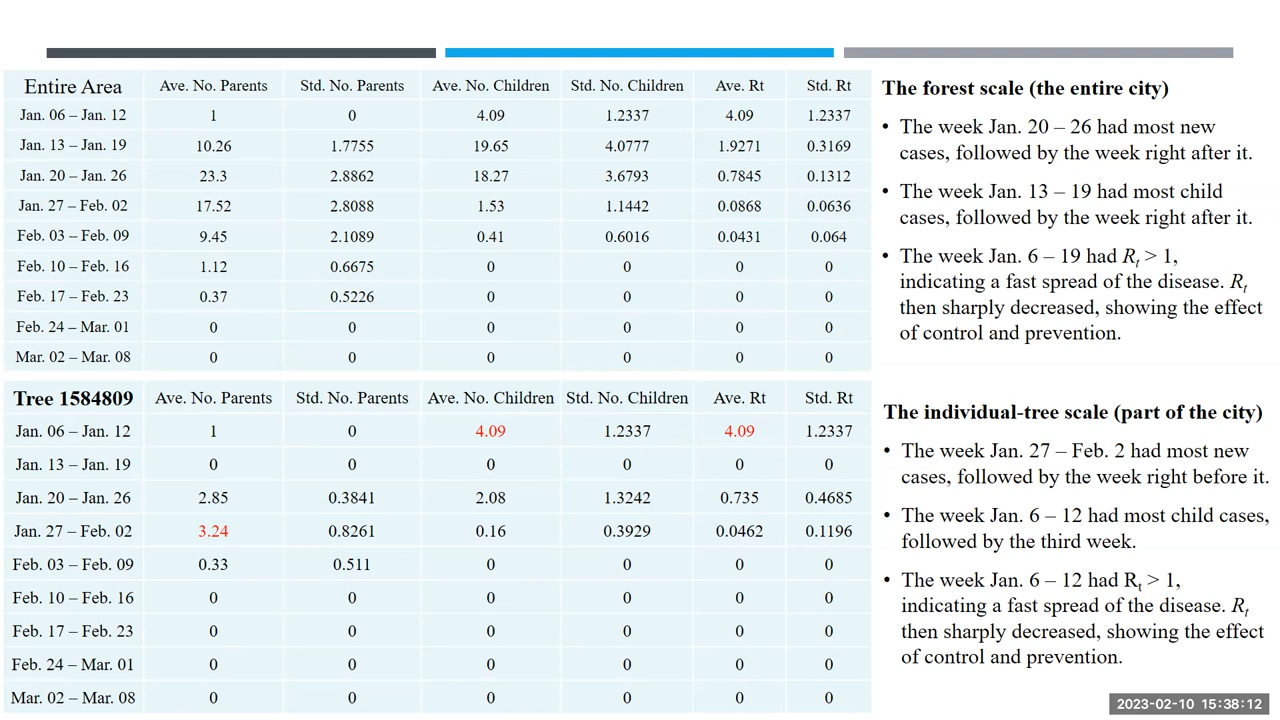 Entire Area Ave. No. Parents Std. No. Parents Ave. No. Children Std. No. Children Ave. Rt Std. Rt
Jan. 06 – Jan. 12 1 0 4.09 1.2337 4.09 1.2337
Jan. 13 – Jan. 19 10.26 1.7755 19.65 4.0777 1.9271 0.3169
Jan. 20 – Jan. 26 23.3 2.8862 18.27 3.6793 0.7845 0.1312
Jan. 27 – Feb. 02 17.52 2.8088 1.53 1.1442 0.0868 0.0636
Feb. 03 – Feb. 09 9.45 2.1089 0.41 0.6016 0.0431 0.064
Feb. 10 – Feb. 16 1.12 0.6675 0 0 0 0
Feb. 17 – Feb. 23 0.37 0.5226 0 0 0 0
Feb. 24 – Mar. 01 0 0 0 0 0 0
Mar. 02 – Mar. 08 0 0 0 0 0 0
Tree 1584809 Ave. No. Parents Std. No. Parents Ave. No. Children Std. No. Children Ave. Rt Std. Rt
Jan. 06 – Jan. 12 1 0 4.09 1.2337 4.09 1.2337
Jan. 13 – Jan. 19 0 0 0 0 0 0
Jan. 20 – Jan. 26 2.85 0.3841 2.08 1.3242 0.735 0.4685
Jan. 27 – Feb. 02 3.24 0.8261 0.16 0.3929 0.0462 0.1196
Feb. 03 – Feb. 09 0.33 0.511 0 0 0 0
Feb. 10 – Feb. 16 0 0 0 0 0 0
Feb. 17 – Feb. 23 0 0 0 0 0 0
Feb. 24 – Mar. 01 0 0 0 0 0 0
Mar. 02 – Mar. 08 0 0 0 0 0 0
The forest scale (the entire city)
• The week Jan. 20 – 26 had most new
cases, followed by the week right after it.
• The week Jan. 13 – 19 had most child
cases, followed by the week right after it.
• The week Jan. 6 – 19 had Rt > 1,
indicating a fast spread of the disease. Rt
then sharply decreased, showing the effect
of control and prevention.
The individual-tree scale (part of the city)
• The week Jan. 27 – Feb. 2 had most new
cases, followed by the week right before it.
• The week Jan. 6 – 12 had most child cases,
followed by the third week.
• The week Jan. 6 – 12 had Rt > 1,
indicating a fast spread of the disease. Rt
then sharply decreased, showing the effect
of control and prevention.
2023-02-10 15:38:12